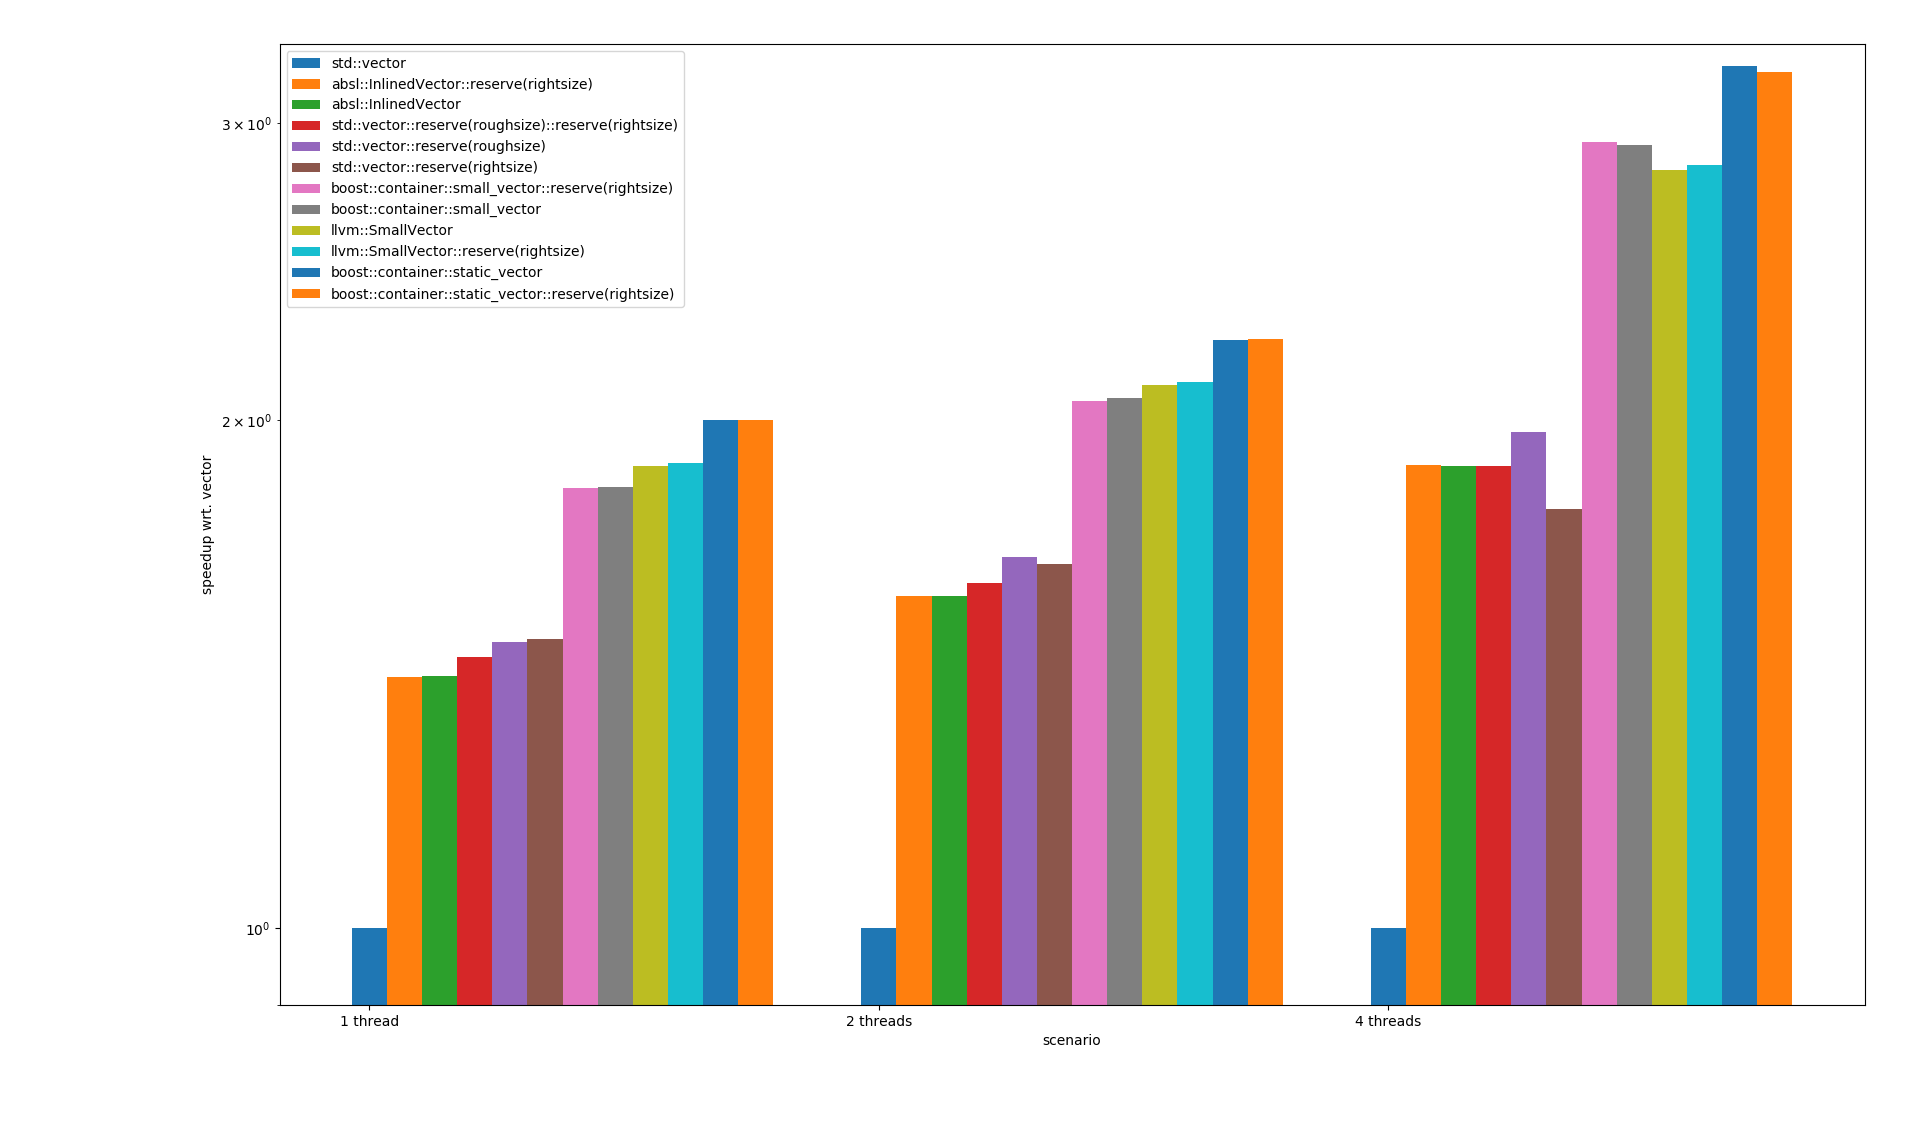 std::vector
absl::InlinedVector::reserve(rightsize)
absl::InlinedVector
std::vector::reserve(roughsize)::reserve(rightsize)
std::vector::reserve(roughsize)
std::vector::reserve(rightsize)
boost::container::small_vector::reserve(rightsize)
boost::container::small_vector
llvm::SmallVector
llvm::SmallVector::reserve(rightsize)
boost::container::static_vector
boost::container::static_vector::reserve(rightsize)
3 × 10⁰
2 × 10⁰
10⁰
speedup wrt. vector
1 thread 2 threads 4 threads
scenario